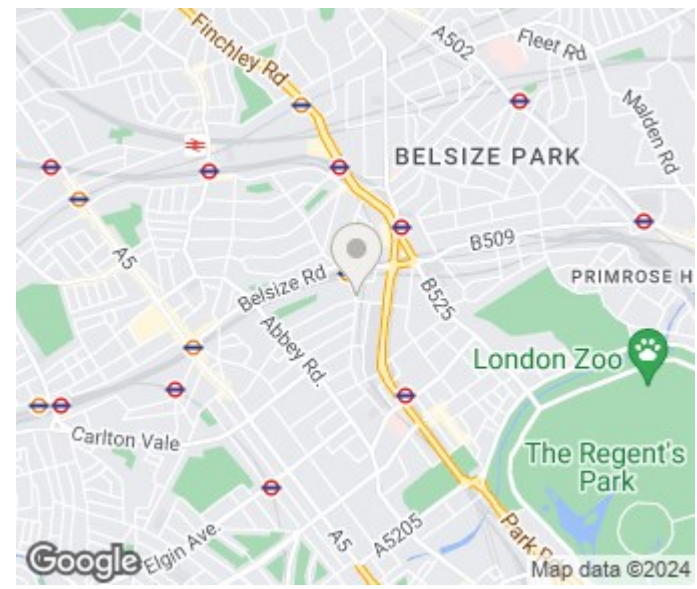 Finchley Rd
A502
Fleet Rd
Malden Rd
BELSIZE PARK
A5
B509
Belsize Rd
B525
PRIMROSE H
Abbey Rd.
London Zoo
Carlton Vale
The Regent's
Park
Elgin Ave.
A5
A5205
Park R
Google
Map data ©2024